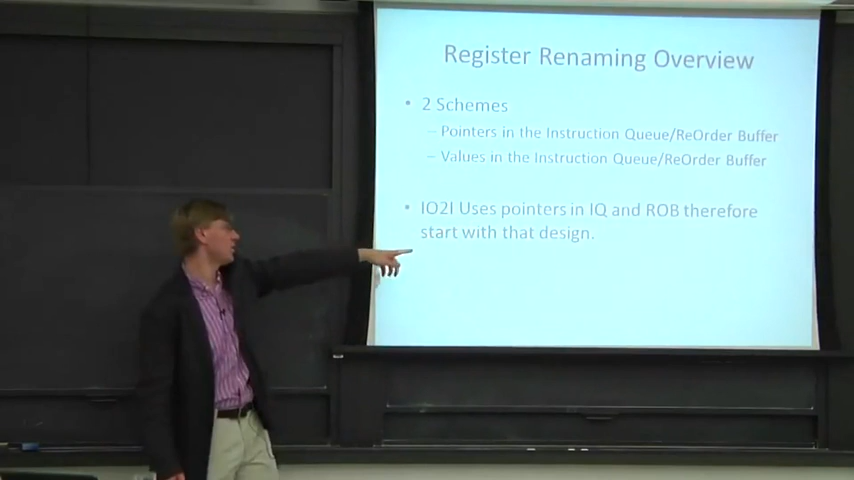 Register Renaming Overview
• 2 Schemes
– Pointers in the Instruction Queue/ReOrder Buffer
– Values in the Instruction Queue/ReOrder Buffer
• IO2I Uses pointers in IQ and ROB therefore
start with that design.